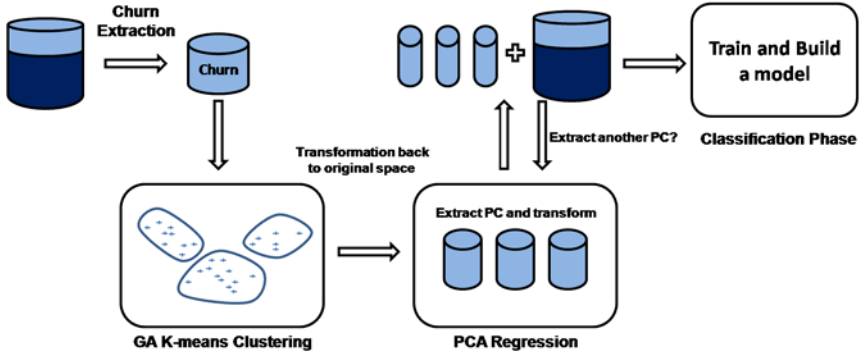 Churn
Extraction
Churn
Train and Build
a model
Classification Phase
Extract another PC?
Transformation back
to original space
Extract PC and transform
GA K-means Clustering
PCA Regression